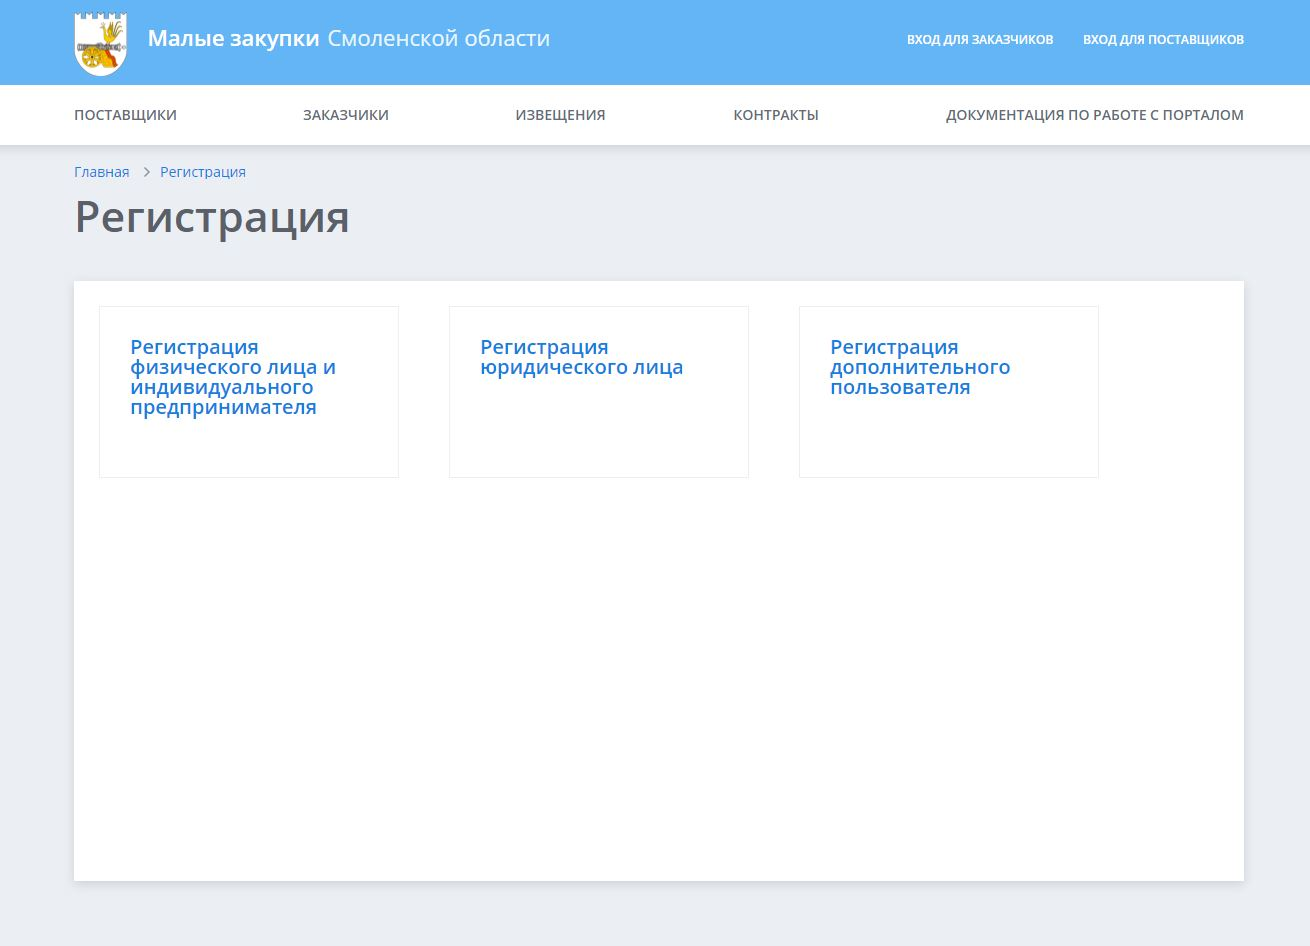 Малые закупки Смоленской области
ВХОД ДЛЯ ЗАКАЗЧИКОВ
ВХОД ДЛЯ ПОСТАВЩИКОВ
ПОСТАВЩИКИ
ЗАКАЗЧИКИ
ИЗВЕЩЕНИЯ
КОНТРАКТЫ
ДОКУМЕНТАЦИЯ ПО РАБОТЕ С ПОРТАЛОМ
Главная
Регистрация
Регистрация
Регистрация
физического лица и
индивидуального
предпринимателя
Регистрация
юридического лица
Регистрация
дополнительного
пользователя